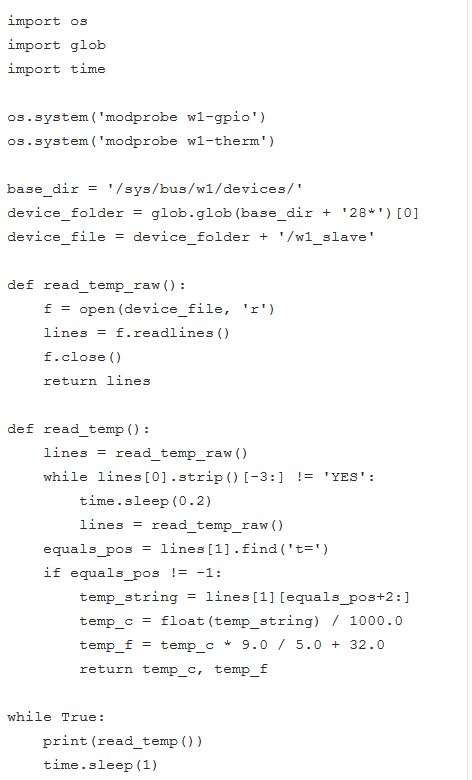 import os
import glob
import time

os.system('modprobe w1-gpio')
os.system('modprobe w1-therm')

base_dir = '/sys/bus/w1/devices/'
device_folder = glob.glob(base_dir + '28*')[0]
device_file = device_folder + '/w1_slave'

def read_temp_raw():
    f = open(device_file, 'r')
    lines = f.readlines()
    f.close()
    return lines

def read_temp():
    lines = read_temp_raw()
    while lines[0].strip()[-3:] != 'YES':
        time.sleep(0.2)
        lines = read_temp_raw()
    equals_pos = lines[1].find('t=')
    if equals_pos != -1:
        temp_string = lines[1][equals_pos+2:]
        temp_c = float(temp_string) / 1000.0
        temp_f = temp_c * 9.0 / 5.0 + 32.0
        return temp_c, temp_f

while True:
    print(read_temp())
    time.sleep(1)